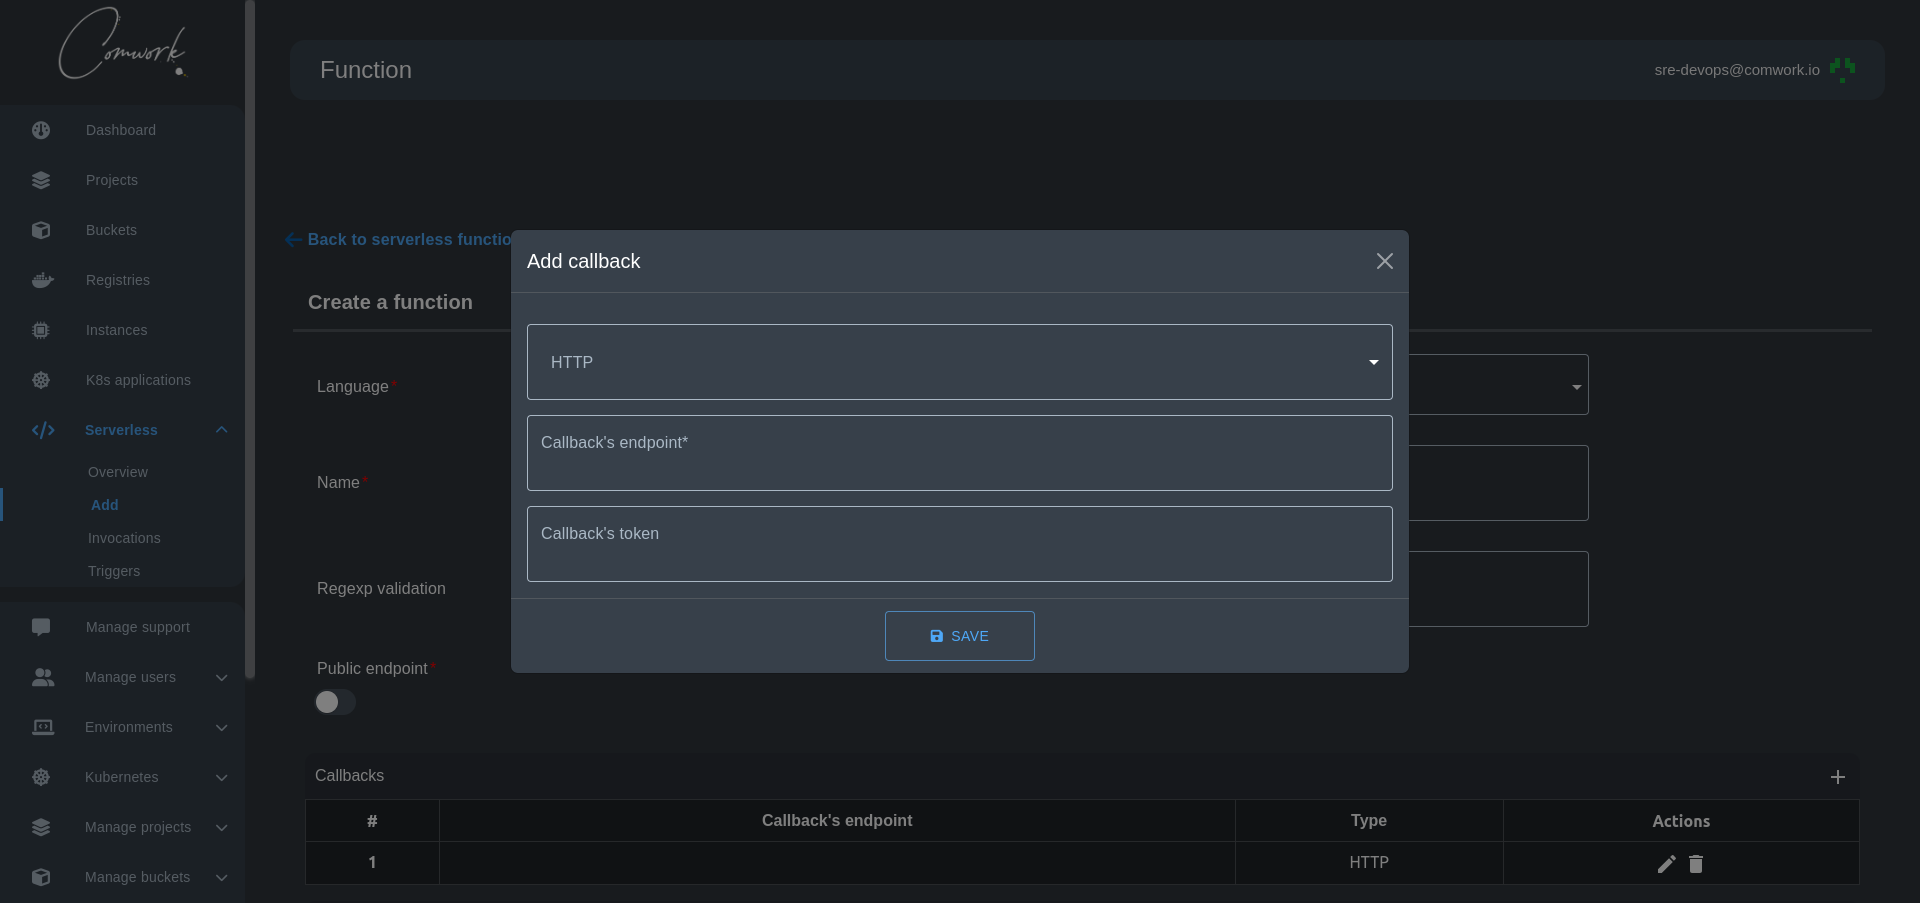 Comwork
Function
sre-devops@comwork.io
Dashboard
Projects
Buckets
Registries
Instances
K8s applications
Serverless
Overview
Add
Invocations
Triggers
Manage support
Manage users
Environments
Kubernetes
Manage projects
Manage buckets
Back to serverless functio
Create a function
Language*
Name*
Regexp validation
Public endpoint*
Add callback
HTTP
Callback's endpoint*
Callback's token
SAVE
Callbacks
# Callback's endpoint Type Actions
1 HTTP